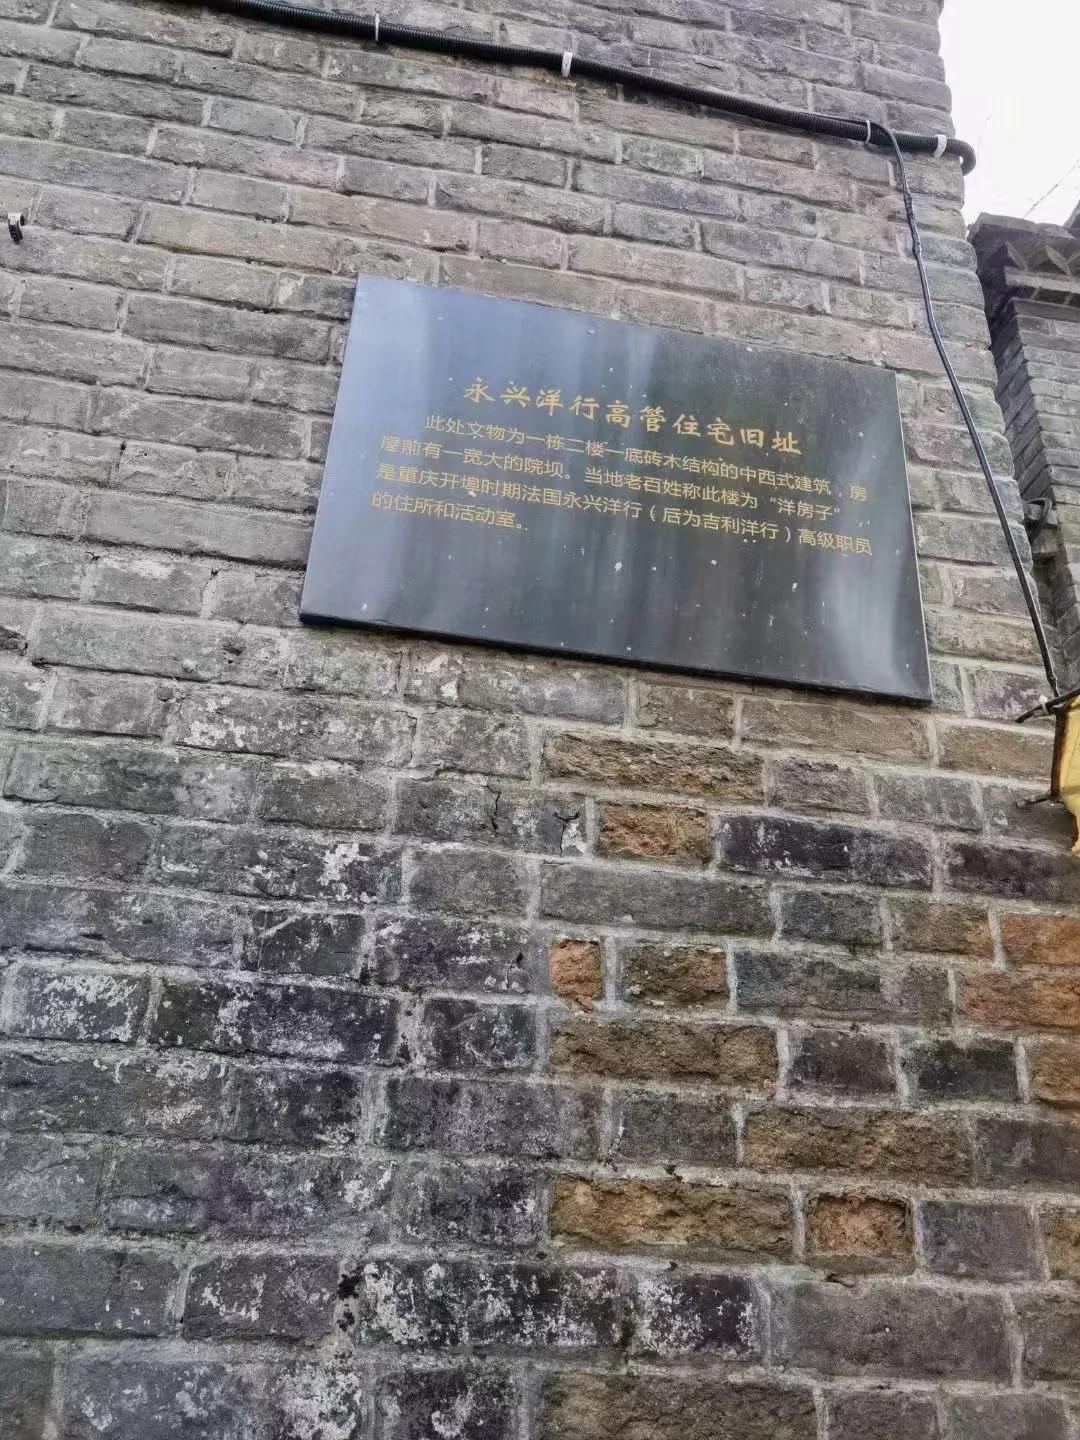 永兴洋行高管住宅旧址
此处文物为一栋二楼一底砖木结构的中西式建筑，房
屋前有一宽大的院坝。当地老百姓称此楼为“洋房子”，
是重庆开埠时期法国永兴洋行（后为吉利洋行）高级职员
的住所和活动室。